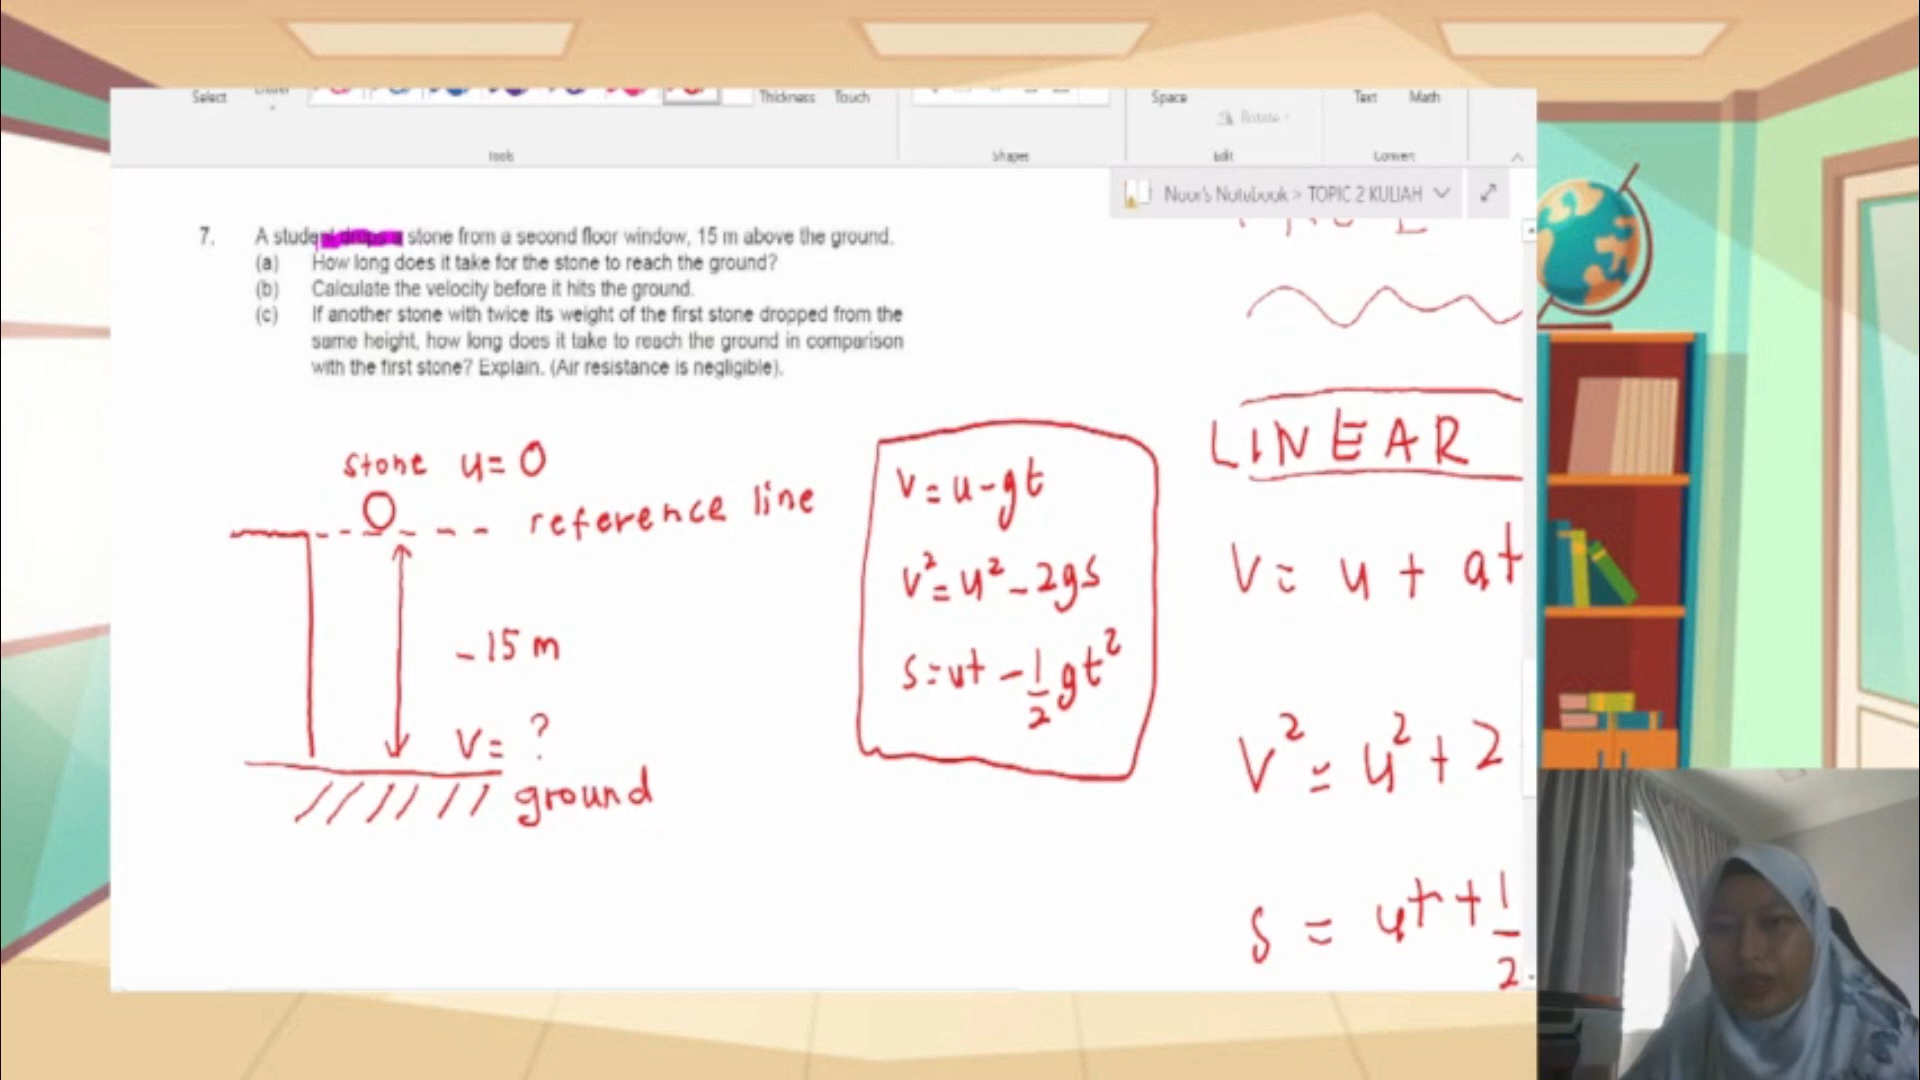 Select
Thickness
Touch
Space
Text
Math
Rotate
Tools
Shapes
Edit
Convert
Noor's Notebook > TOPIC 2 KULIAH
7. A student drops a stone from a second floor window, 15 m above the ground.
(a) How long does it take for the stone to reach the ground?
(b) Calculate the velocity before it hits the ground.
(c) If another stone with twice its weight of the first stone dropped from the
same height, how long does it take to reach the ground in comparison
with the first stone? Explain. (Air resistance is negligible).
stone u = 0
reference line
- 15 m
V = ?
ground
v = u - gt
v² = u² - 2gs
s = ut - 1/2 gt²
LINEAR
V = u + at
V² = u² + 2
s = ut + 1/2